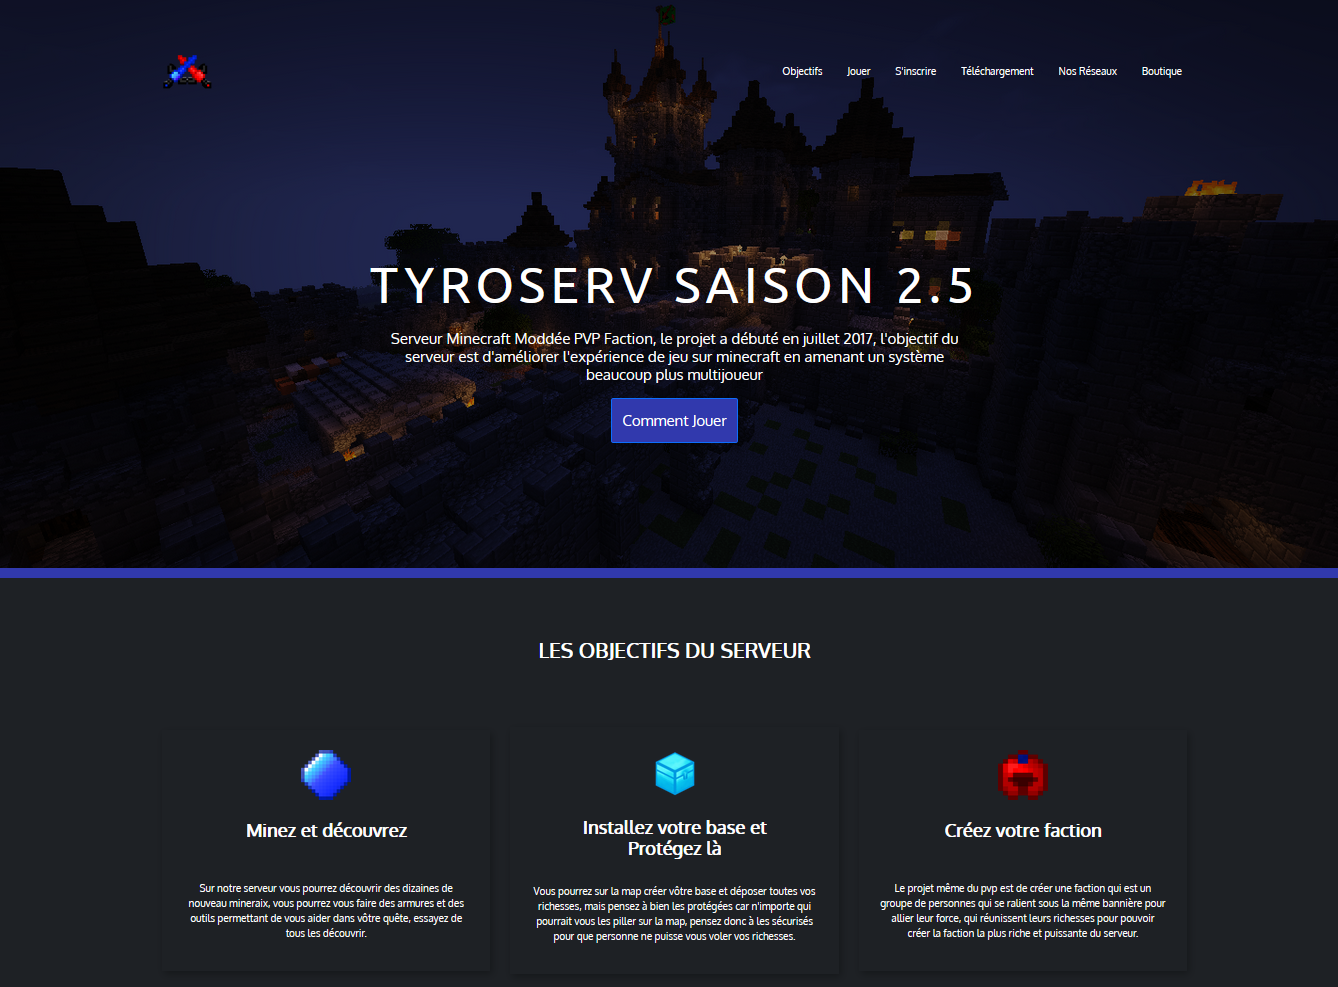 Objectifs Jouer S'inscrire Téléchargement Nos Réseaux Boutique
TYROSERV SAISON 2.5
Serveur Minecraft Moddée PVP Faction, le projet a débuté en juillet 2017, l'objectif du
serveur est d'améliorer l'expérience de jeu sur minecraft en amenant un système
beaucoup plus multijoueur
Comment Jouer
LES OBJECTIFS DU SERVEUR
Minez et découvrez
Sur notre serveur vous pourrez découvrir des dizaines de
nouveau mineraix, vous pourrez vous faire des armures et des
outils permettant de vous aider dans vôtre quête, essayez de
tous les découvrir.
Installez votre base et
Protégez là
Vous pourrez sur la map créer vôtre base et déposer toutes vos
richesses, mais pensez à bien les protégées car n'importe qui
pourrait vous les piller sur la map, pensez donc à les sécurisés
pour que personne ne puisse vous voler vos richesses.
Créez votre faction
Le projet même du pvp est de créer une faction qui est un
groupe de personnes qui se ralient sous la même bannière pour
allier leur force, qui réunissent leurs richesses pour pouvoir
créer la faction la plus riche et puissante du serveur.